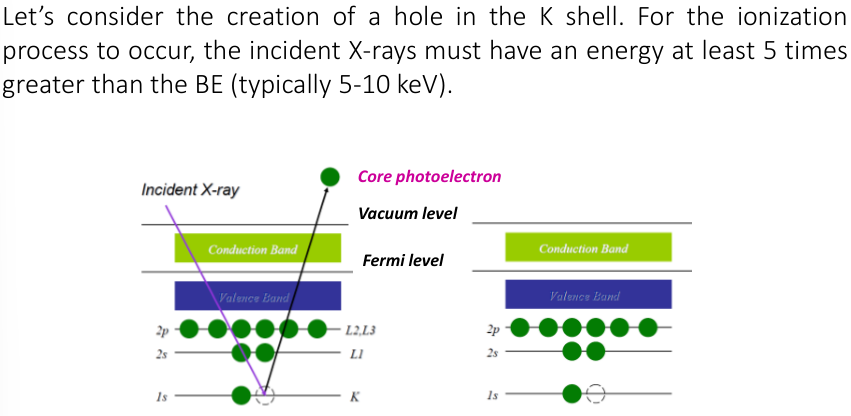 Let's consider the creation of a hole in the K shell. For the ionization
process to occur, the incident X-rays must have an energy at least 5 times
greater than the BE (typically 5-10 keV).
Core photoelectron
Incident X-ray
Vacuum level
Conduction Band
Conduction Band
Fermi level
Valence Band
Valence Band
2p
L2,L3
2p
2s
L1
2s
1s
K
1s